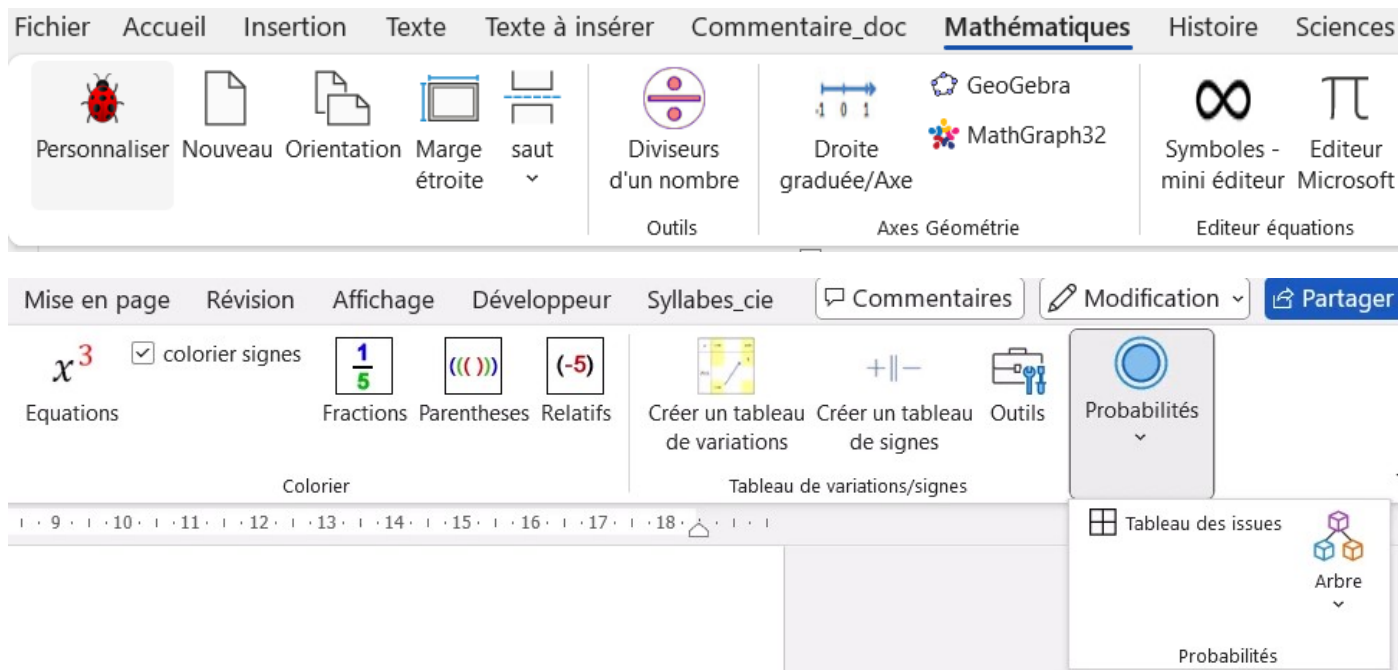 Fichier Accueil Insertion Texte Texte à insérer Commentaire_doc Mathématiques Histoire Sciences
Personnaliser Nouveau Orientation Marge étroite saut
Diviseurs d'un nombre
Outils
-1 0 1
Droite graduée/Axe
GeoGebra
MathGraph32
Axes Géométrie
∞
Symboles - mini éditeur
π
Editeur Microsoft
Editeur équations
Mise en page Révision Affichage Développeur Syllabes_cie Commentaires Modification Partager
x³
Equations
colorier signes
1
5
Fractions
((( )))
Parentheses
(-5)
Relatifs
Colorier
Créer un tableau de variations
+||−
Créer un tableau de signes
Outils
Tableau de variations/signes
Probabilités
9 10 11 12 13 14 15 16 17 18
Tableau des issues
Arbre
Probabilités